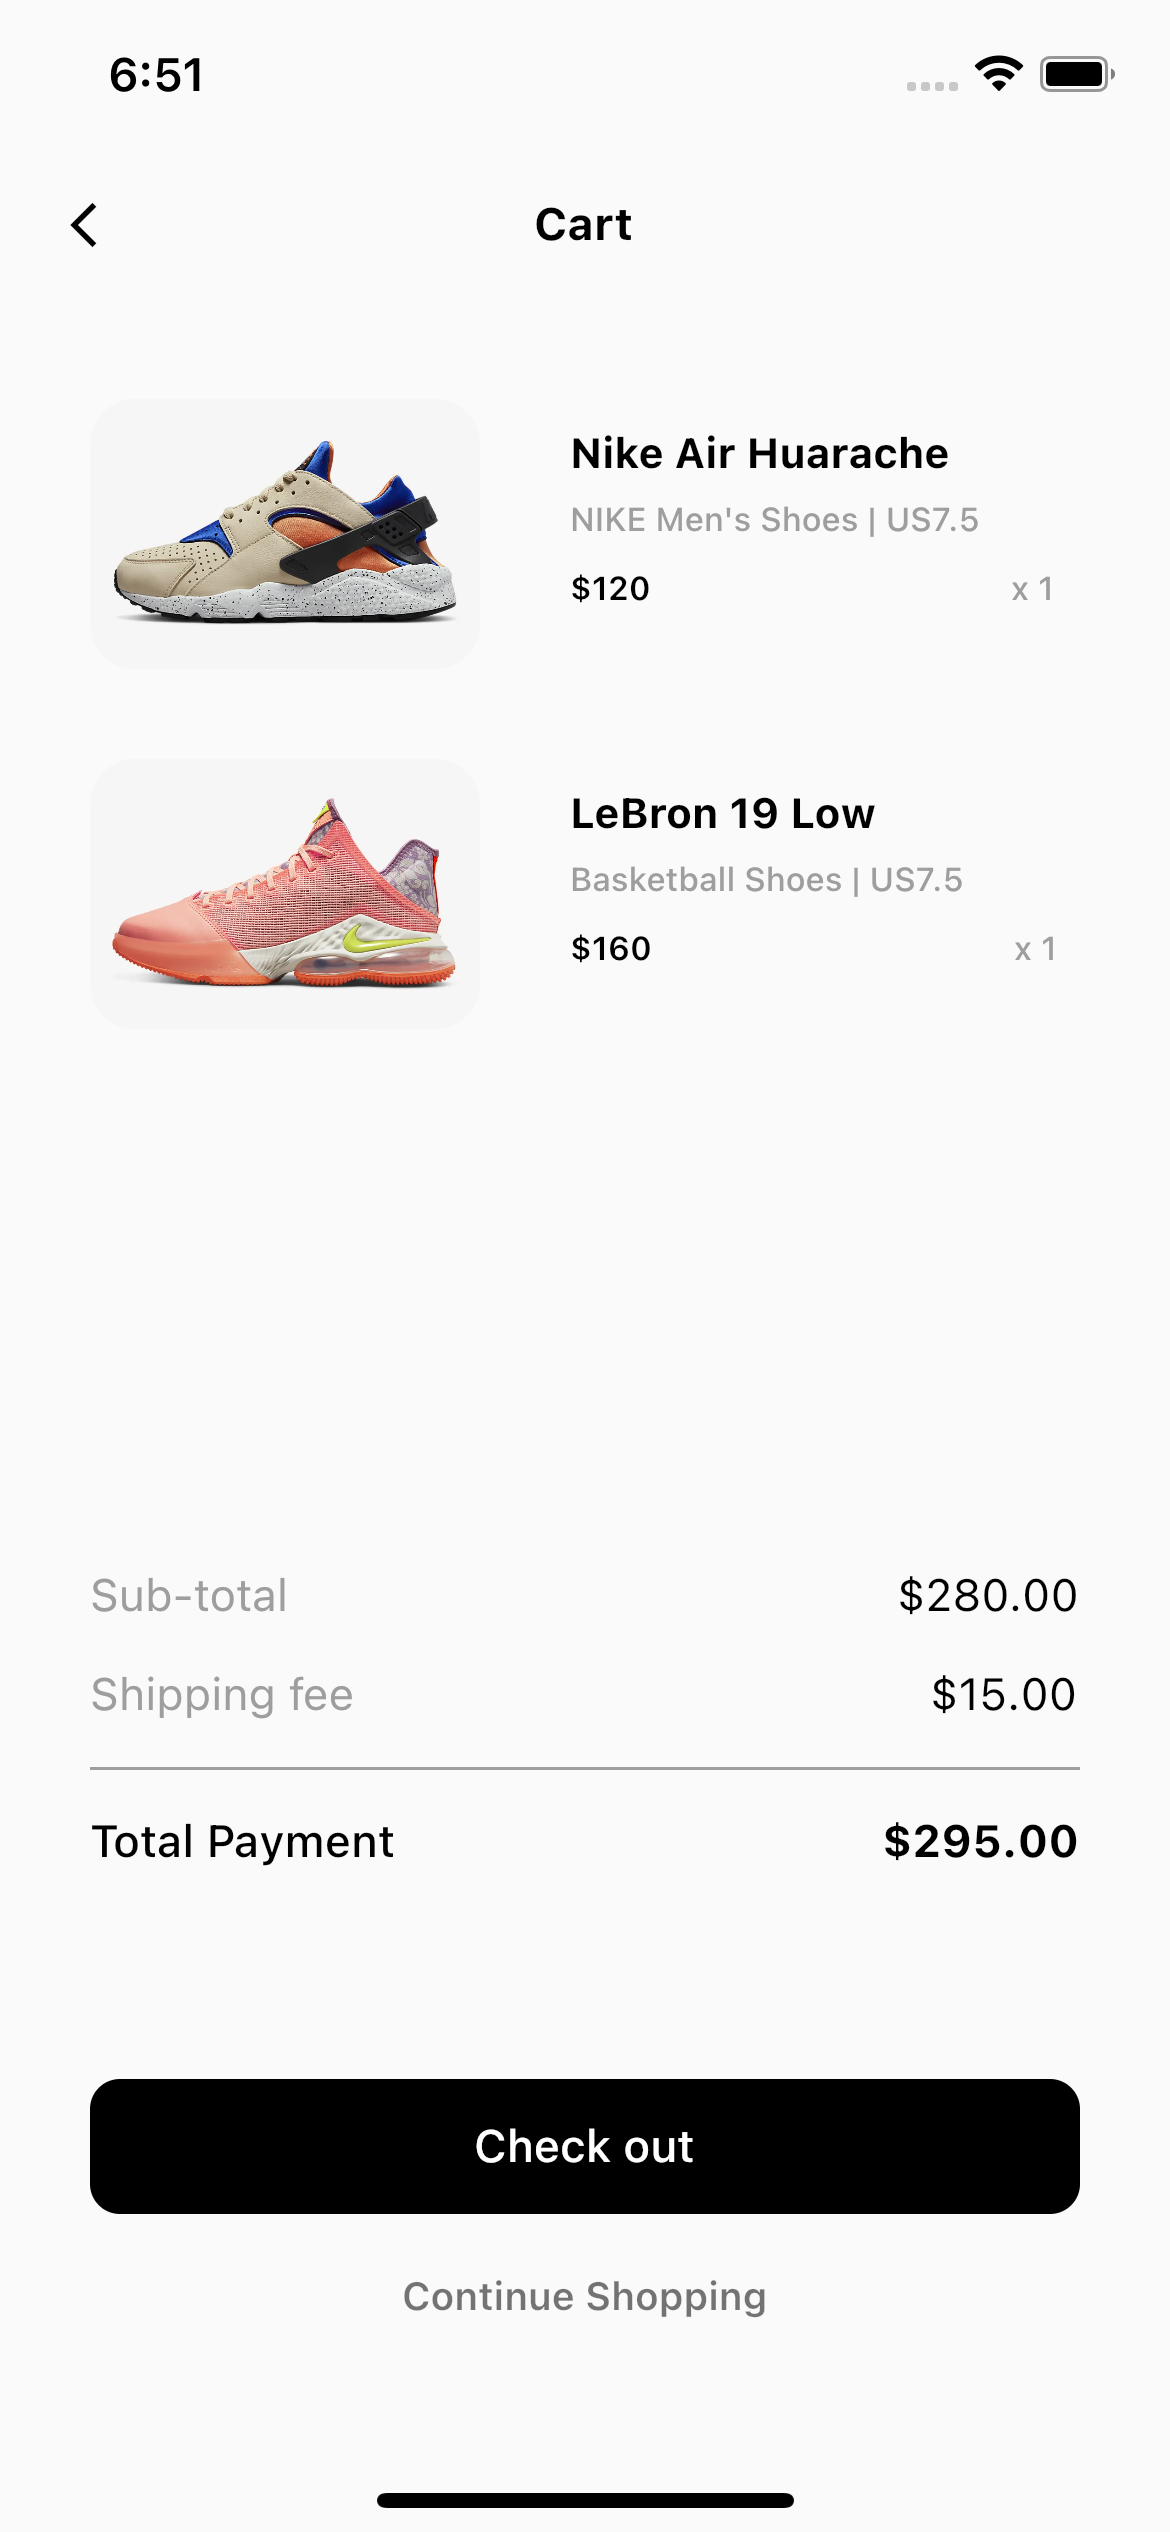 6:51
Cart
Nike Air Huarache
NIKE Men's Shoes | US7.5
$120 x 1
LeBron 19 Low
Basketball Shoes | US7.5
$160 x 1
Sub-total $280.00
Shipping fee $15.00
Total Payment $295.00
Check out
Continue Shopping